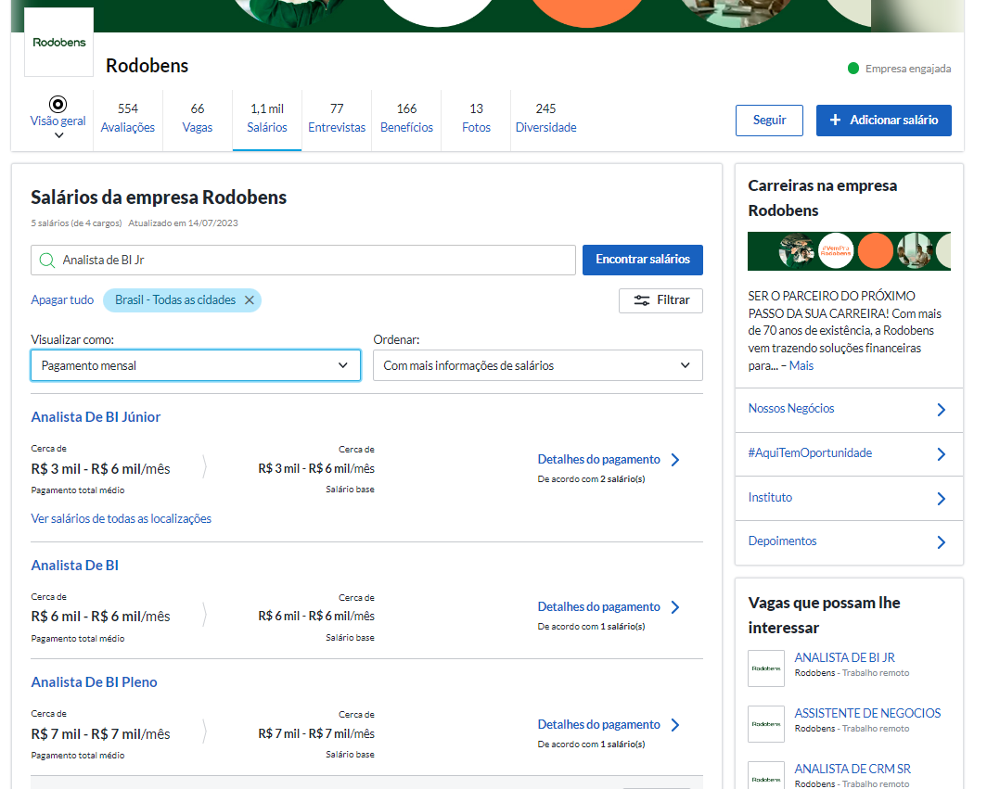 Rodobens
Rodobens
Empresa engajada
Visão geral
554
Avaliações
66
Vagas
1,1 mil
Salários
77
Entrevistas
166
Benefícios
13
Fotos
245
Diversidade
Seguir
+ Adicionar salário
Salários da empresa Rodobens
5 salários (de 4 cargos) Atualizado em 14/07/2023
Analista de BI Jr
Encontrar salários
Apagar tudo
Brasil - Todas as cidades
Filtrar
Visualizar como:
Ordenar:
Pagamento mensal
Com mais informações de salários
Analista De BI Júnior
Cerca de
R$ 3 mil - R$ 6 mil/mês
Pagamento total médio
Cerca de
R$ 3 mil - R$ 6 mil/mês
Salário base
Detalhes do pagamento
De acordo com 2 salário(s)
Ver salários de todas as localizações
Analista De BI
Cerca de
R$ 6 mil - R$ 6 mil/mês
Pagamento total médio
Cerca de
R$ 6 mil - R$ 6 mil/mês
Salário base
Detalhes do pagamento
De acordo com 1 salário(s)
Analista De BI Pleno
Cerca de
R$ 7 mil - R$ 7 mil/mês
Pagamento total médio
Cerca de
R$ 7 mil - R$ 7 mil/mês
Salário base
Detalhes do pagamento
De acordo com 1 salário(s)
Carreiras na empresa
Rodobens
#VemPra
Rodobens
SER O PARCEIRO DO PRÓXIMO
PASSO DA SUA CARREIRA! Com mais
de 70 anos de existência, a Rodobens
vem trazendo soluções financeiras
para... – Mais
Nossos Negócios
#AquiTemOportunidade
Instituto
Depoimentos
Vagas que possam lhe
interessar
Rodobens
ANALISTA DE BI JR
Rodobens - Trabalho remoto
Rodobens
ASSISTENTE DE NEGOCIOS
Rodobens - Trabalho remoto
Rodobens
ANALISTA DE CRM SR
Rodobens - Trabalho remoto